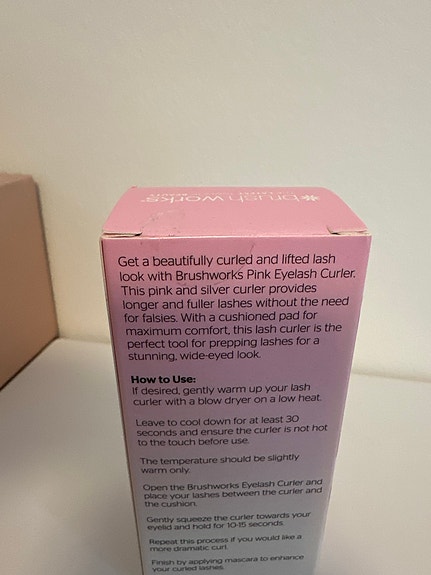 brushworks
Get a beautifully curled and lifted lash
look with Brushworks Pink Eyelash Curler.
This pink and silver curler provides
longer and fuller lashes without the need
for falsies. With a cushioned pad for
maximum comfort, this lash curler is the
perfect tool for prepping lashes for a
stunning, wide-eyed look.
How to Use:
If desired, gently warm up your lash
curler with a blow dryer on a low heat.
Leave to cool down for at least 30
seconds and ensure the curler is not hot
to the touch before use.
The temperature should be slightly
warm only.
Open the Brushworks Eyelash Curler and
place your lashes between the curler and
the cushion.
Gently squeeze the curler towards your
eyelid and hold for 10-15 seconds.
Repeat this process if you would like a
more dramatic curl.
Finish by applying mascara to enhance
your curled lashes.